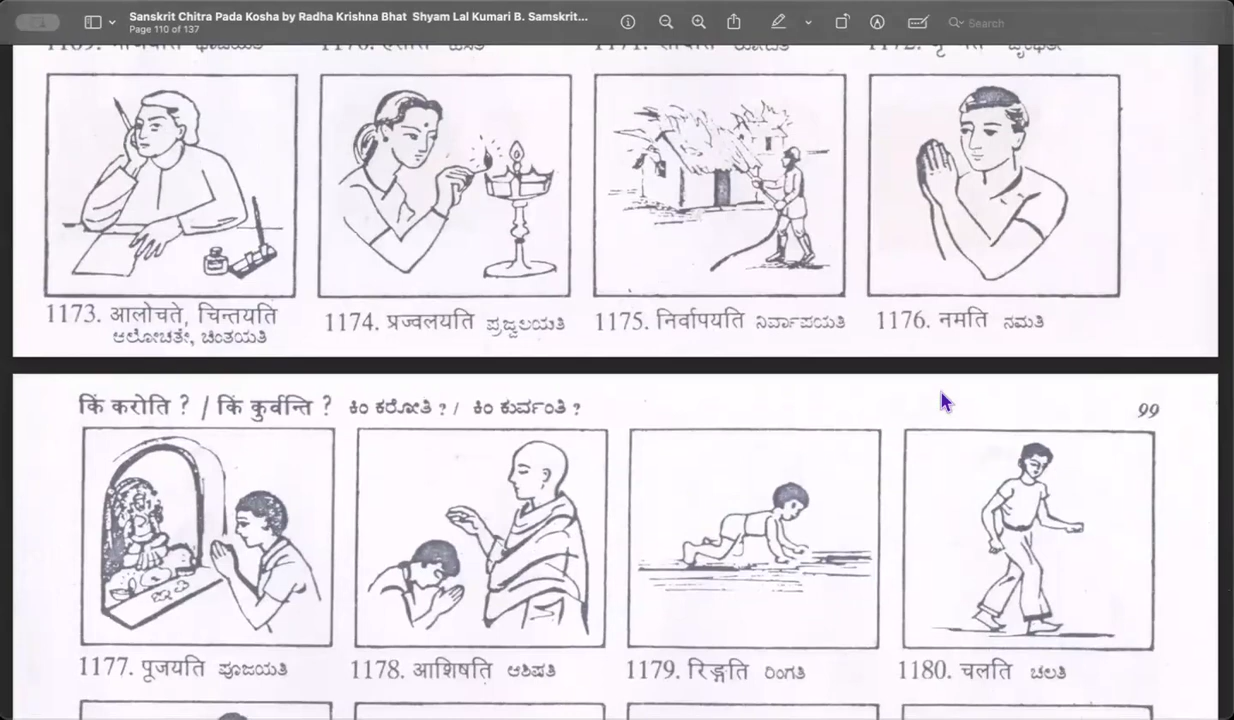 Sanskrit Chitra Pada Kosha by Radha Krishna Bhat Shyam Lal Kumari B. Samskrit...
Page 110 of 137
Search
1173. आलोचते, चिन्तयति
ಆಲೋಚತೇ, ಚಿಂತಯತಿ
1174. प्रज्वलयति ಪ್ರಜ್ವಲಯತಿ
1175. निर्वापयति ನಿರ್ವಾಪಯತಿ
1176. नमति ನಮತಿ
किं करोति ? / किं कुर्वन्ति ? ಕಿಂ ಕರೋತಿ ? / ಕಿಂ ಕುರ್ವಂತಿ ?
99
1177. पूजयति ಪೂಜಯತಿ
1178. आशिषति ಆಶಿಷತಿ
1179. रिङ्गति ರಿಂಗತಿ
1180. चलति ಚಲತಿ